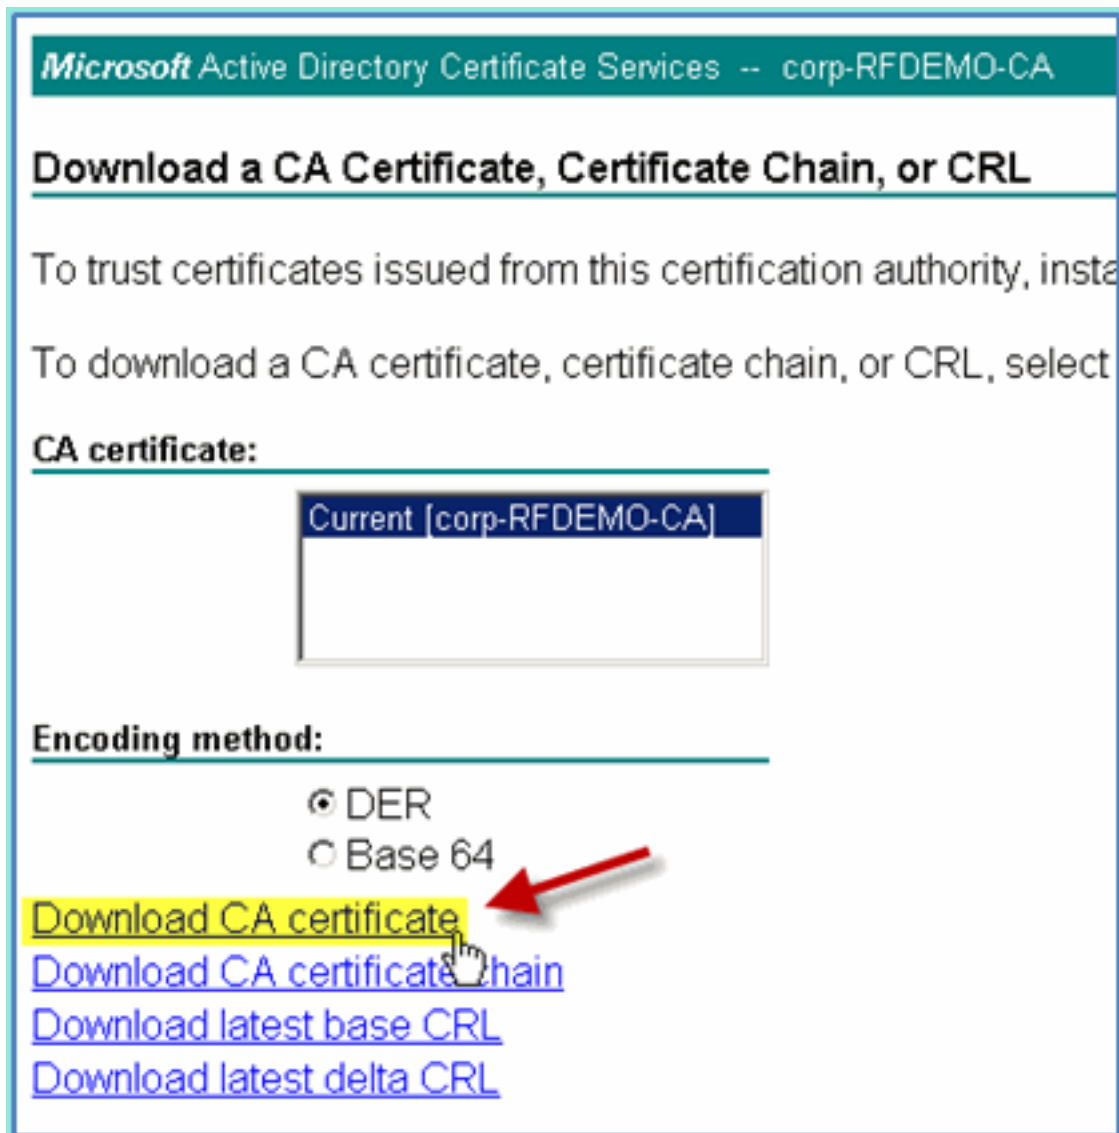 Microsoft Active Directory Certificate Services -- corp-RFDEMO-CA
Download a CA Certificate, Certificate Chain, or CRL
To trust certificates issued from this certification authority, insta
To download a CA certificate, certificate chain, or CRL, select
CA certificate:
Current [corp-RFDEMO-CA]
Encoding method:
DER
Base 64
Download CA certificate
Download CA certificate chain
Download latest base CRL
Download latest delta CRL